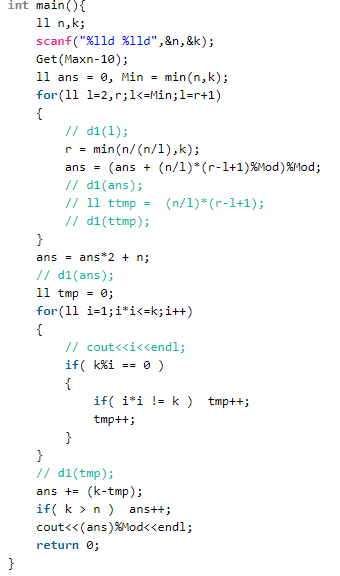 int main(){
    ll n,k;
    scanf("%lld %lld",&n,&k);
    Get(Maxn-10);
    ll ans = 0, Min = min(n,k);
    for(ll l=2,r;l<=Min;l=r+1)
    {
        // d1(l);
        r = min(n/(n/l),k);
        ans = (ans + (n/l)*(r-l+1)%Mod)%Mod;
        // d1(ans);
        // ll ttmp =  (n/l)*(r-l+1);
        // d1(ttmp);
    }
    ans = ans*2 + n;
    // d1(ans);
    ll tmp = 0;
    for(ll i=1;i*i<=k;i++)
    {
        // cout<<i<<endl;
        if( k%i == 0 )
        {
            if( i*i != k )  tmp++;
            tmp++;
        }
    }
    // d1(tmp);
    ans += (k-tmp);
    if( k > n )  ans++;
    cout<<(ans)%Mod<<endl;
    return 0;
}